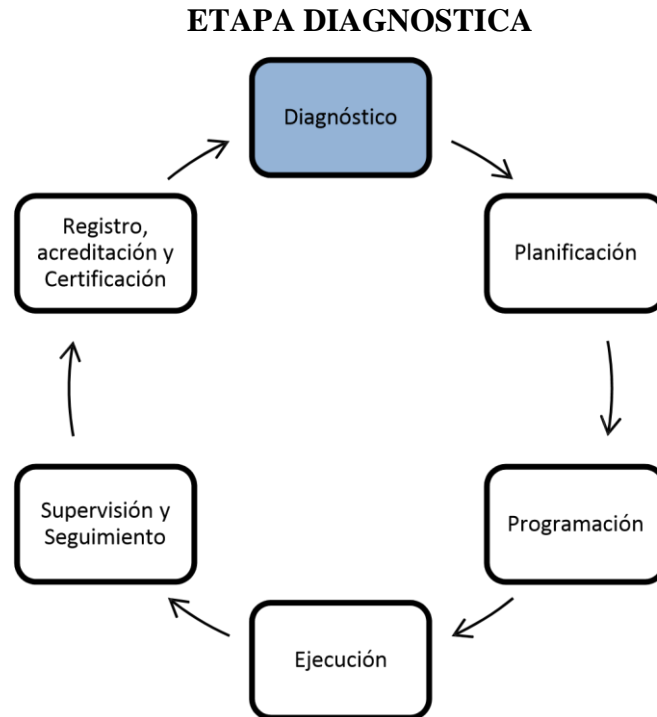 ETAPA DIAGNOSTICA
Diagnóstico
Planificación
Programación
Ejecución
Supervisión y
Seguimiento
Registro,
acreditación y
Certificación